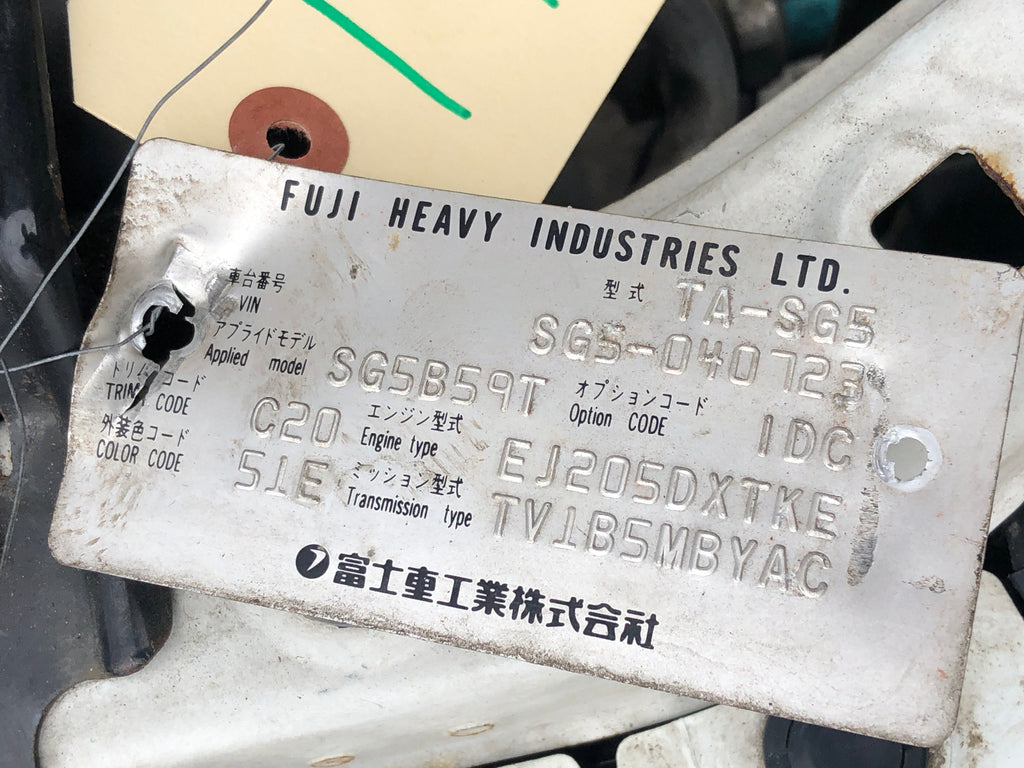 FUJI HEAVY INDUSTRIES LTD.
型式 TA-SG5
車台番号
VIN SG5-040723
アプライドモデル
Applied model SG5B59T
オプションコード
Option CODE 1DC
トリムコード
TRIM CODE C20
エンジン型式
Engine type EJ205DXTKE
外装色コード
COLOR CODE 51E
ミッション型式
Transmission type TV1B5MBYAC
富士重工業株式会社